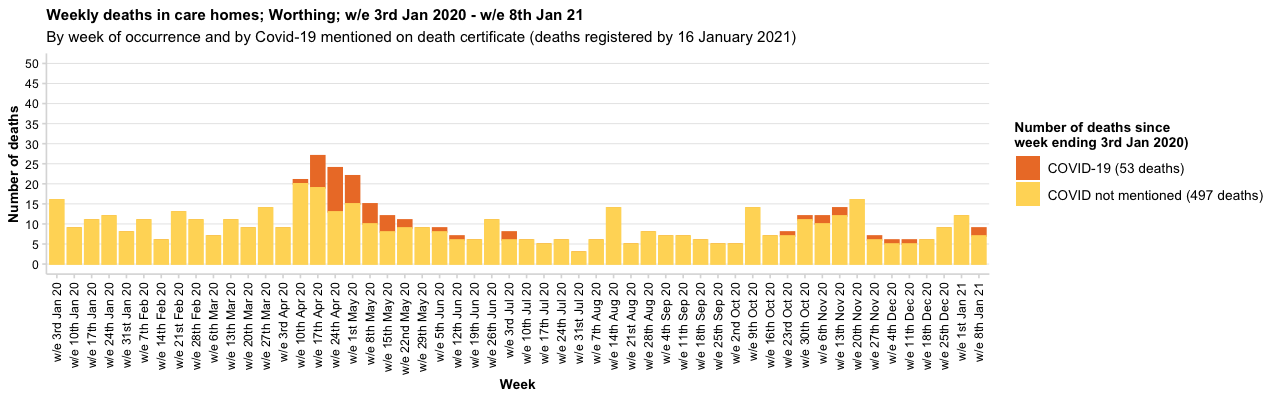 Weekly deaths in care homes; Worthing; w/e 3rd Jan 2020 - w/e 8th Jan 21
By week of occurrence and by Covid-19 mentioned on death certificate (deaths registered by 16 January 2021)
Number of deaths
50
45
40
35
30
25
20
15
10
5
0
w/e 3rd Jan 20
w/e 10th Jan 20
w/e 17th Jan 20
w/e 24th Jan 20
w/e 31st Jan 20
w/e 7th Feb 20
w/e 14th Feb 20
w/e 21st Feb 20
w/e 28th Feb 20
w/e 6th Mar 20
w/e 13th Mar 20
w/e 20th Mar 20
w/e 27th Mar 20
w/e 3rd Apr 20
w/e 10th Apr 20
w/e 17th Apr 20
w/e 24th Apr 20
w/e 1st May 20
w/e 8th May 20
w/e 15th May 20
w/e 22nd May 20
w/e 29th May 20
w/e 5th Jun 20
w/e 12th Jun 20
w/e 19th Jun 20
w/e 26th Jun 20
w/e 3rd Jul 20
w/e 10th Jul 20
w/e 17th Jul 20
w/e 24th Jul 20
w/e 31st Jul 20
w/e 7th Aug 20
w/e 14th Aug 20
w/e 21st Aug 20
w/e 28th Aug 20
w/e 4th Sep 20
w/e 11th Sep 20
w/e 18th Sep 20
w/e 25th Sep 20
w/e 2nd Oct 20
w/e 9th Oct 20
w/e 16th Oct 20
w/e 23rd Oct 20
w/e 30th Oct 20
w/e 6th Nov 20
w/e 13th Nov 20
w/e 20th Nov 20
w/e 27th Nov 20
w/e 4th Dec 20
w/e 11th Dec 20
w/e 18th Dec 20
w/e 25th Dec 20
w/e 1st Jan 21
w/e 8th Jan 21
Week
Number of deaths since
week ending 3rd Jan 2020)
COVID-19 (53 deaths)
COVID not mentioned (497 deaths)